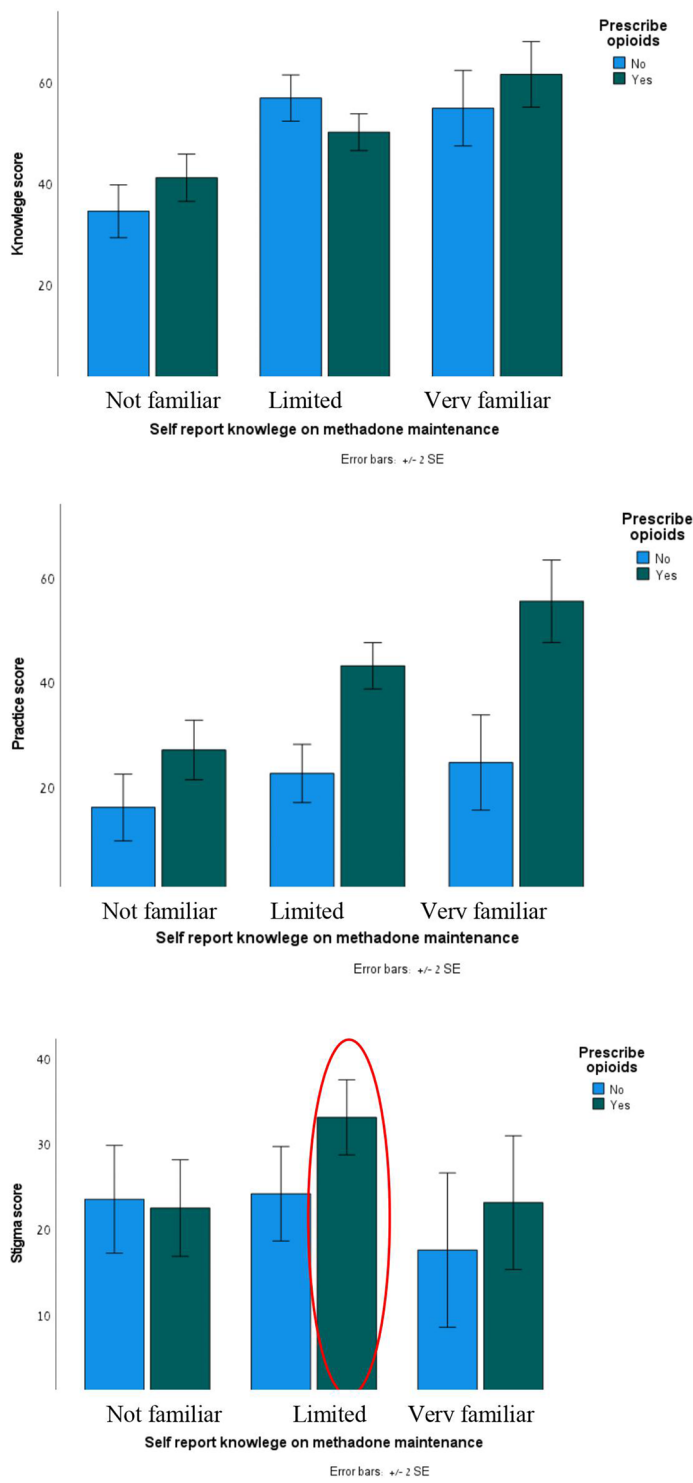 Prescribe
opioids
No
Yes
60
40
20
Knowlege score
Not familiar Limited Verv familiar
Self report knowlege on methadone maintenance
Error bars: +/- 2 SE
Prescribe
opioids
No
Yes
60
40
20
Practice score
Not familiar Limited Verv familiar
Self report knowlege on methadone maintenance
Error bars: +/- 2 SE
Prescribe
opioids
No
Yes
40
30
20
10
Stigma score
Not familiar Limited Verv familiar
Self report knowlege on methadone maintenance
Error bars: +/- 2 SE